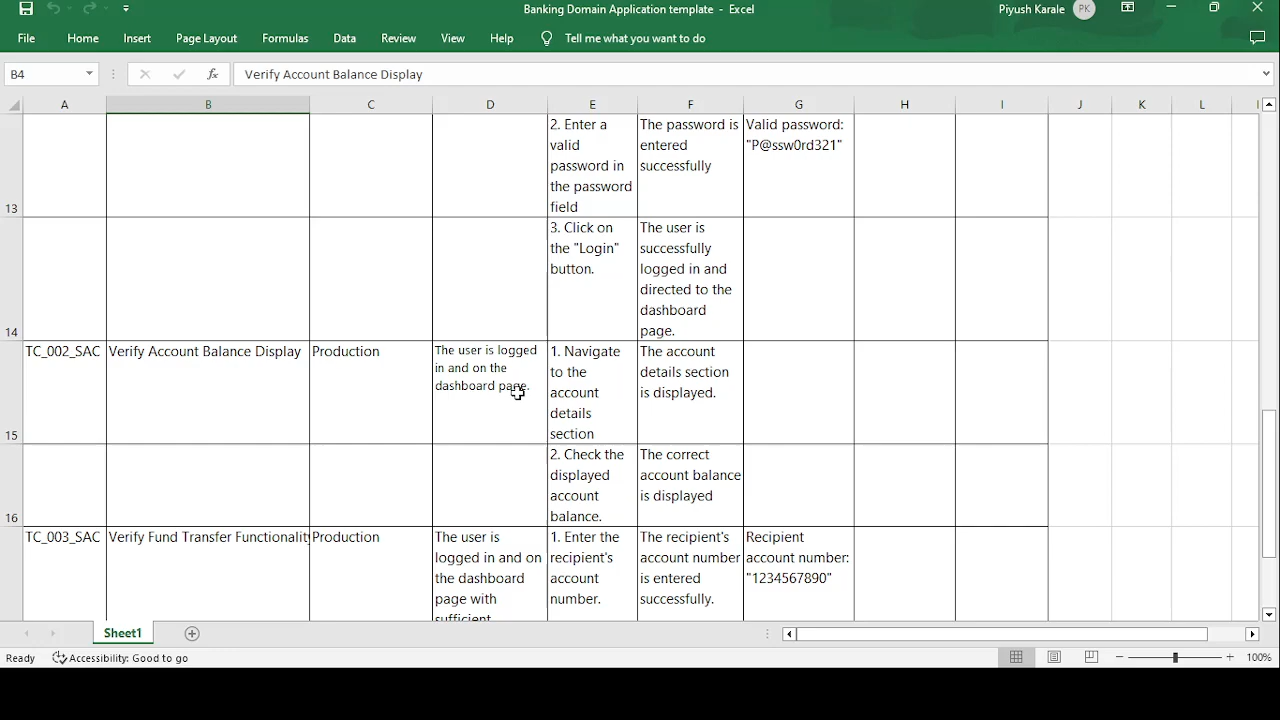 Banking Domain Application template - Excel
Piyush Karale PK
File Home Insert Page Layout Formulas Data Review View Help Tell me what you want to do
B4 fx Verify Account Balance Display
A B C D E F G H I J K L
13
2. Enter a
valid
password in
the password
field
The password is
entered
successfully
Valid password:
"P@ssw0rd321"
14
3. Click on
the "Login"
button.
The user is
successfully
logged in and
directed to the
dashboard
page.
15
TC_002_SAC
Verify Account Balance Display
Production
The user is logged
in and on the
dashboard page.
1. Navigate
to the
account
details
section
The account
details section
is displayed.
16
2. Check the
displayed
account
balance.
The correct
account balance
is displayed
TC_003_SAC
Verify Fund Transfer Functionality
Production
The user is
logged in and on
the dashboard
page with
sufficient
1. Enter the
recipient's
account
number.
The recipient's
account number
is entered
successfully.
Recipient
account number:
"1234567890"
Sheet1
Ready Accessibility: Good to go 100%